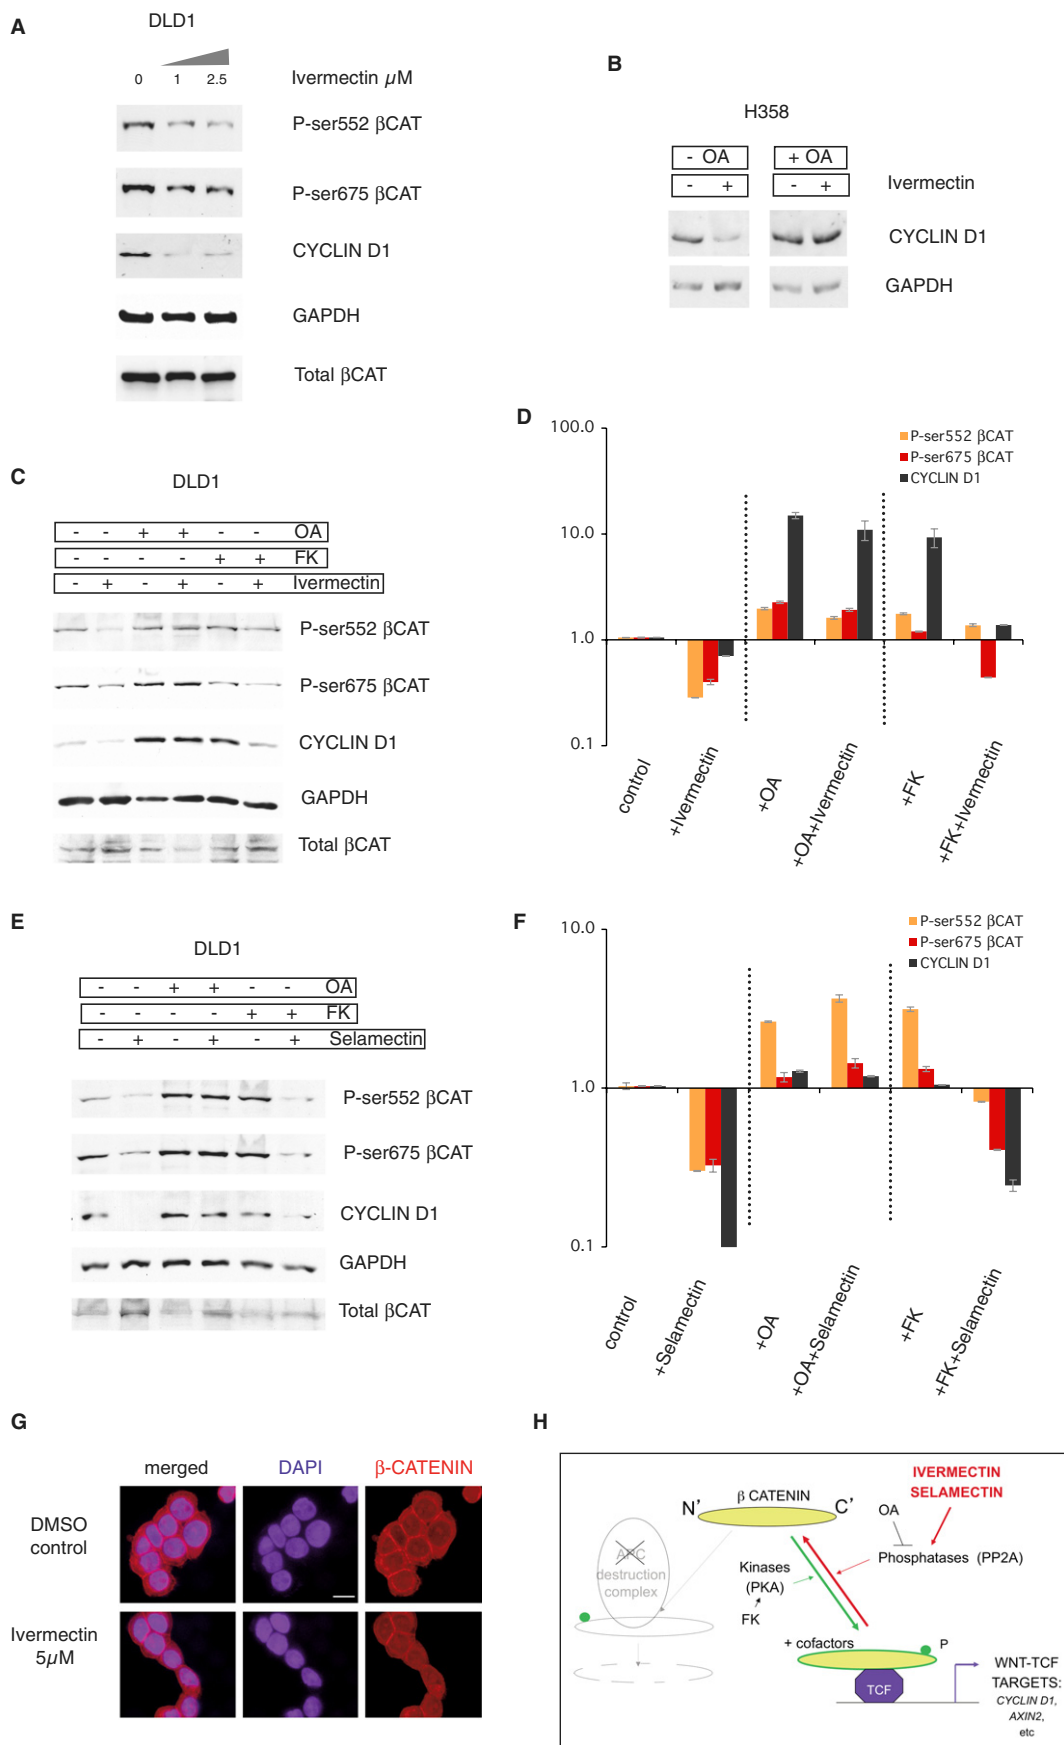 A
DLD1
0 1 2.5 Ivermectin µM
P-ser552 βCAT
P-ser675 βCAT
CYCLIN D1
GAPDH
Total βCAT
B
H358
- OA + OA
- + - + Ivermectin
CYCLIN D1
GAPDH
C
DLD1
- - + + - - OA
- - - - + + FK
- + - + - + Ivermectin
P-ser552 βCAT
P-ser675 βCAT
CYCLIN D1
GAPDH
Total βCAT
D
100.0
10.0
1.0
0.1
P-ser552 βCAT
P-ser675 βCAT
CYCLIN D1
control
+Ivermectin
+OA
+OA+Ivermectin
+FK
+FK+Ivermectin
E
DLD1
- - + + - - OA
- - - - + + FK
- + - + - + Selamectin
P-ser552 βCAT
P-ser675 βCAT
CYCLIN D1
GAPDH
Total βCAT
F
10.0
1.0
0.1
P-ser552 βCAT
P-ser675 βCAT
CYCLIN D1
control
+Selamectin
+OA
+OA+Selamectin
+FK
+FK+Selamectin
G
merged DAPI β-CATENIN
DMSO
control
Ivermectin
5µM
H
IVERMECTIN
SELAMECTIN
β CATENIN
N' C'
OA
APC
destruction
complex
Kinases
(PKA)
FK
Phosphatases (PP2A)
+ cofactors
P
TCF
WNT-TCF
TARGETS:
CYCLIN D1,
AXIN2,
etc